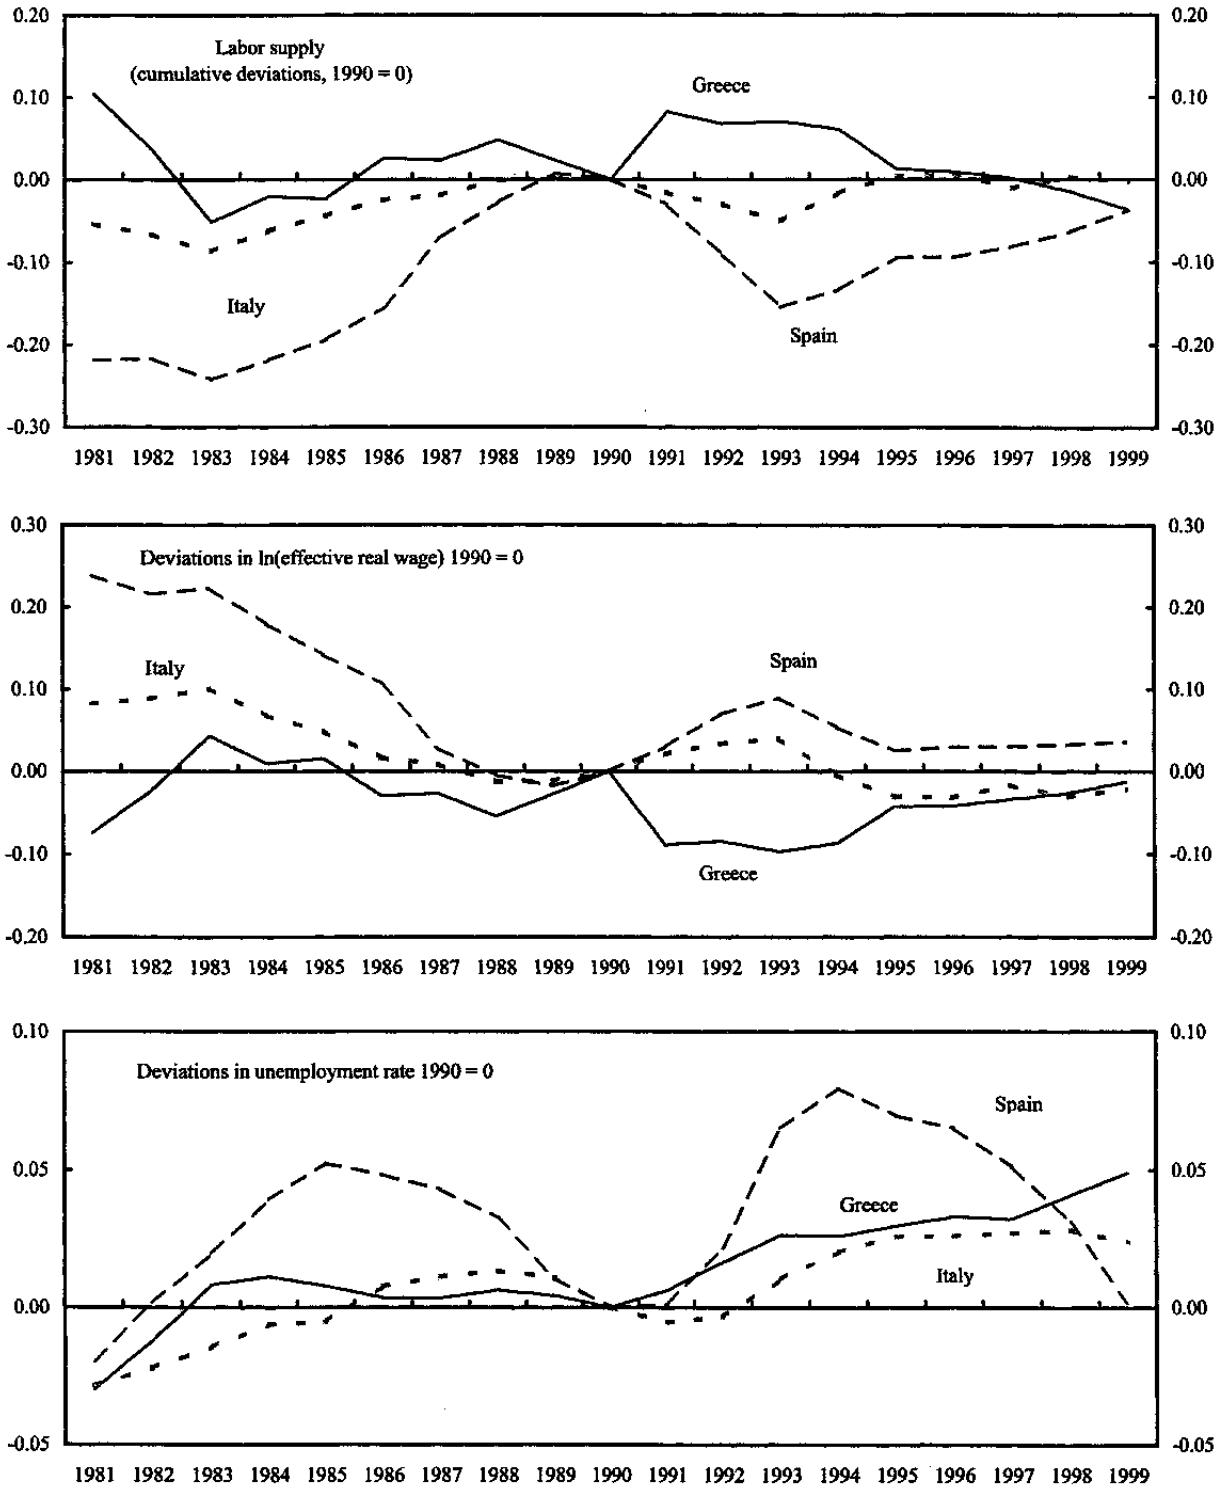 0.20 0.20
Labor supply
(cumulative deviations, 1990 = 0)
Greece
0.10 0.10
0.00 0.00
-0.10 -0.10
Italy
Spain
-0.20 -0.20
-0.30 -0.30
1981 1982 1983 1984 1985 1986 1987 1988 1989 1990 1991 1992 1993 1994 1995 1996 1997 1998 1999
0.30 0.30
Deviations in ln(effective real wage) 1990 = 0
0.20 0.20
Italy
Spain
0.10 0.10
0.00 0.00
-0.10 -0.10
Greece
-0.20 -0.20
1981 1982 1983 1984 1985 1986 1987 1988 1989 1990 1991 1992 1993 1994 1995 1996 1997 1998 1999
0.10 0.10
Deviations in unemployment rate 1990 = 0
Spain
0.05 0.05
Greece
Italy
0.00 0.00
-0.05 -0.05
1981 1982 1983 1984 1985 1986 1987 1988 1989 1990 1991 1992 1993 1994 1995 1996 1997 1998 1999